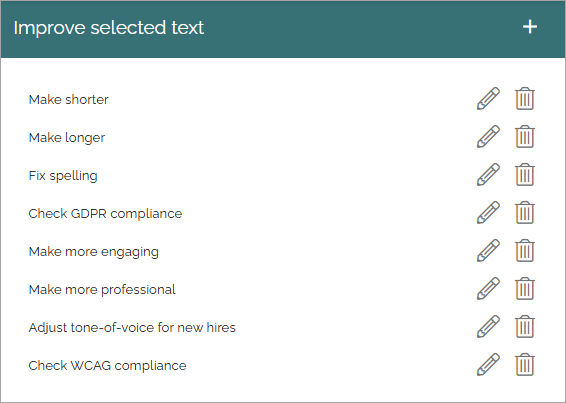 Improve selected text
Make shorter
Make longer
Fix spelling
Check GDPR compliance
Make more engaging
Make more professional
Adjust tone-of-voice for new hires
Check WCAG compliance